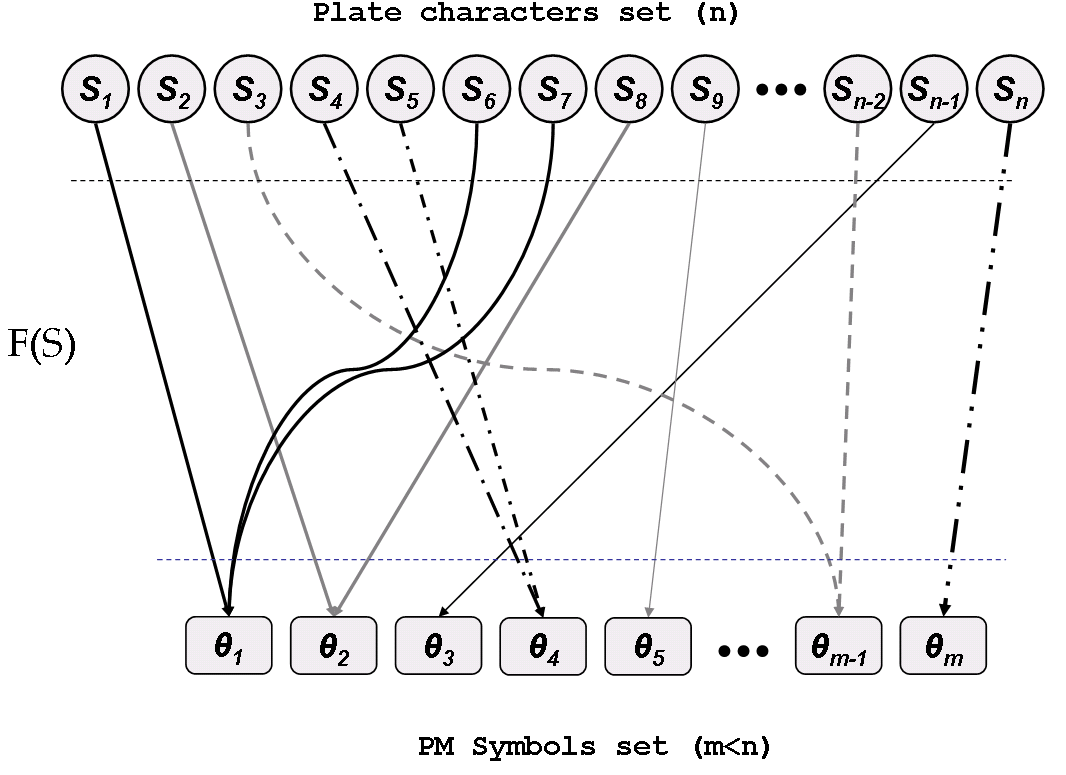 Plate characters set (n)
S1 S2 S3 S4 S5 S6 S7 S8 S9 ••• Sn-2 Sn-1 Sn
F(S)
θ1 θ2 θ3 θ4 θ5 ••• θm-1 θm
PM Symbols set (m<n)